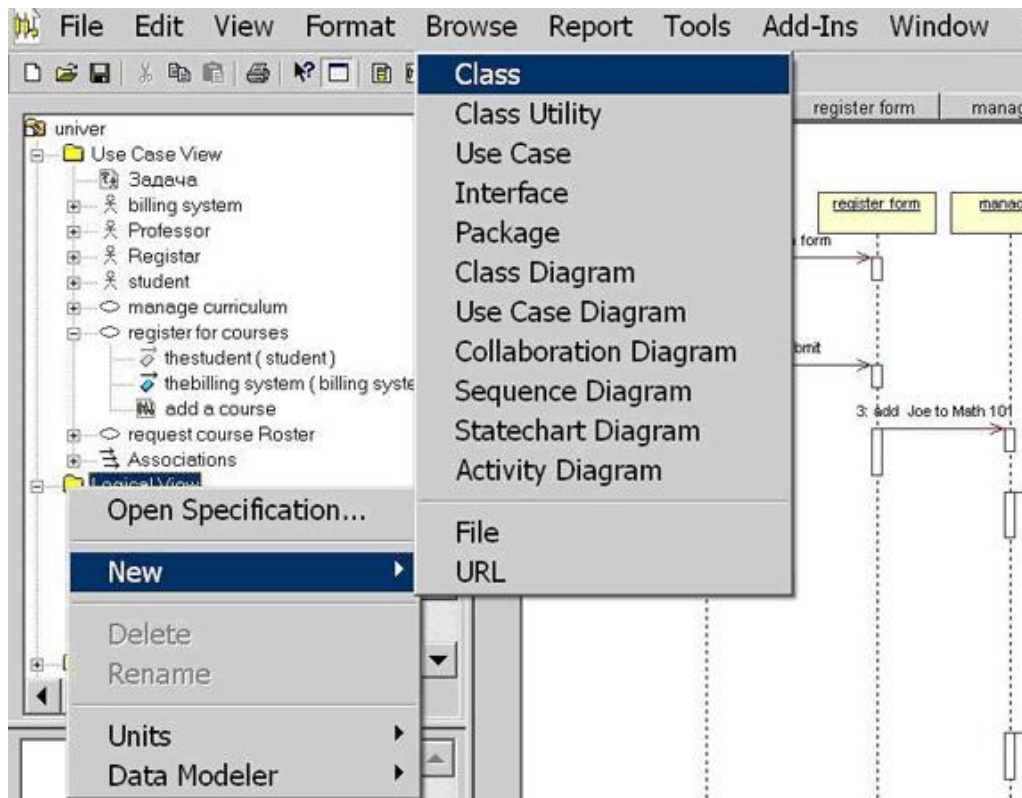 File Edit View Format Browse Report Tools Add-Ins Window
Class
Class Utility
Use Case
Interface
Package
Class Diagram
Use Case Diagram
Collaboration Diagram
Sequence Diagram
Statechart Diagram
Activity Diagram
File
URL
univer
Use Case View
Задача
billing system
Professor
Registar
student
manage curriculum
register for courses
thestudent ( student )
thebilling system ( billing syste
add a course
request course Roster
Associations
Logical View
Open Specification...
New
Delete
Rename
Units
Data Modeler
register form manag
register form manag
form
bmit
3: add Joe to Math 101